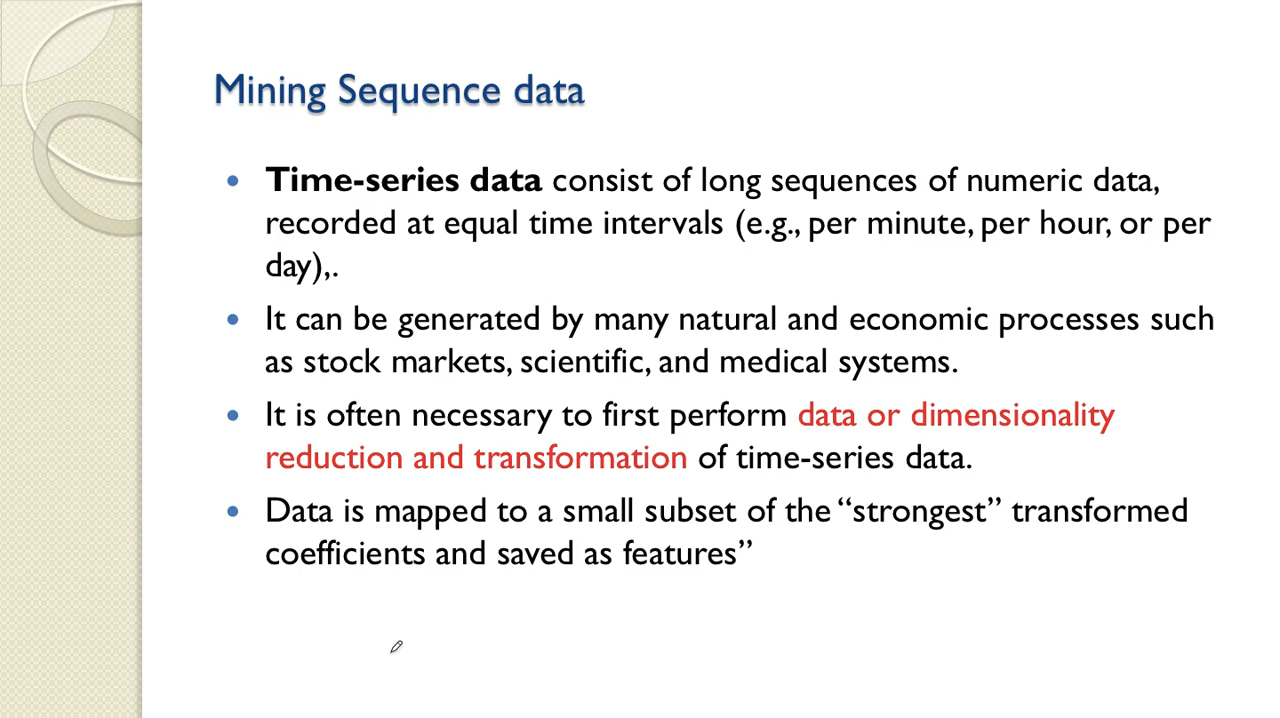 Mining Sequence data
• Time-series data consist of long sequences of numeric data,
recorded at equal time intervals (e.g., per minute, per hour, or per
day),.
• It can be generated by many natural and economic processes such
as stock markets, scientific, and medical systems.
• It is often necessary to first perform data or dimensionality
reduction and transformation of time-series data.
• Data is mapped to a small subset of the “strongest” transformed
coefficients and saved as features”